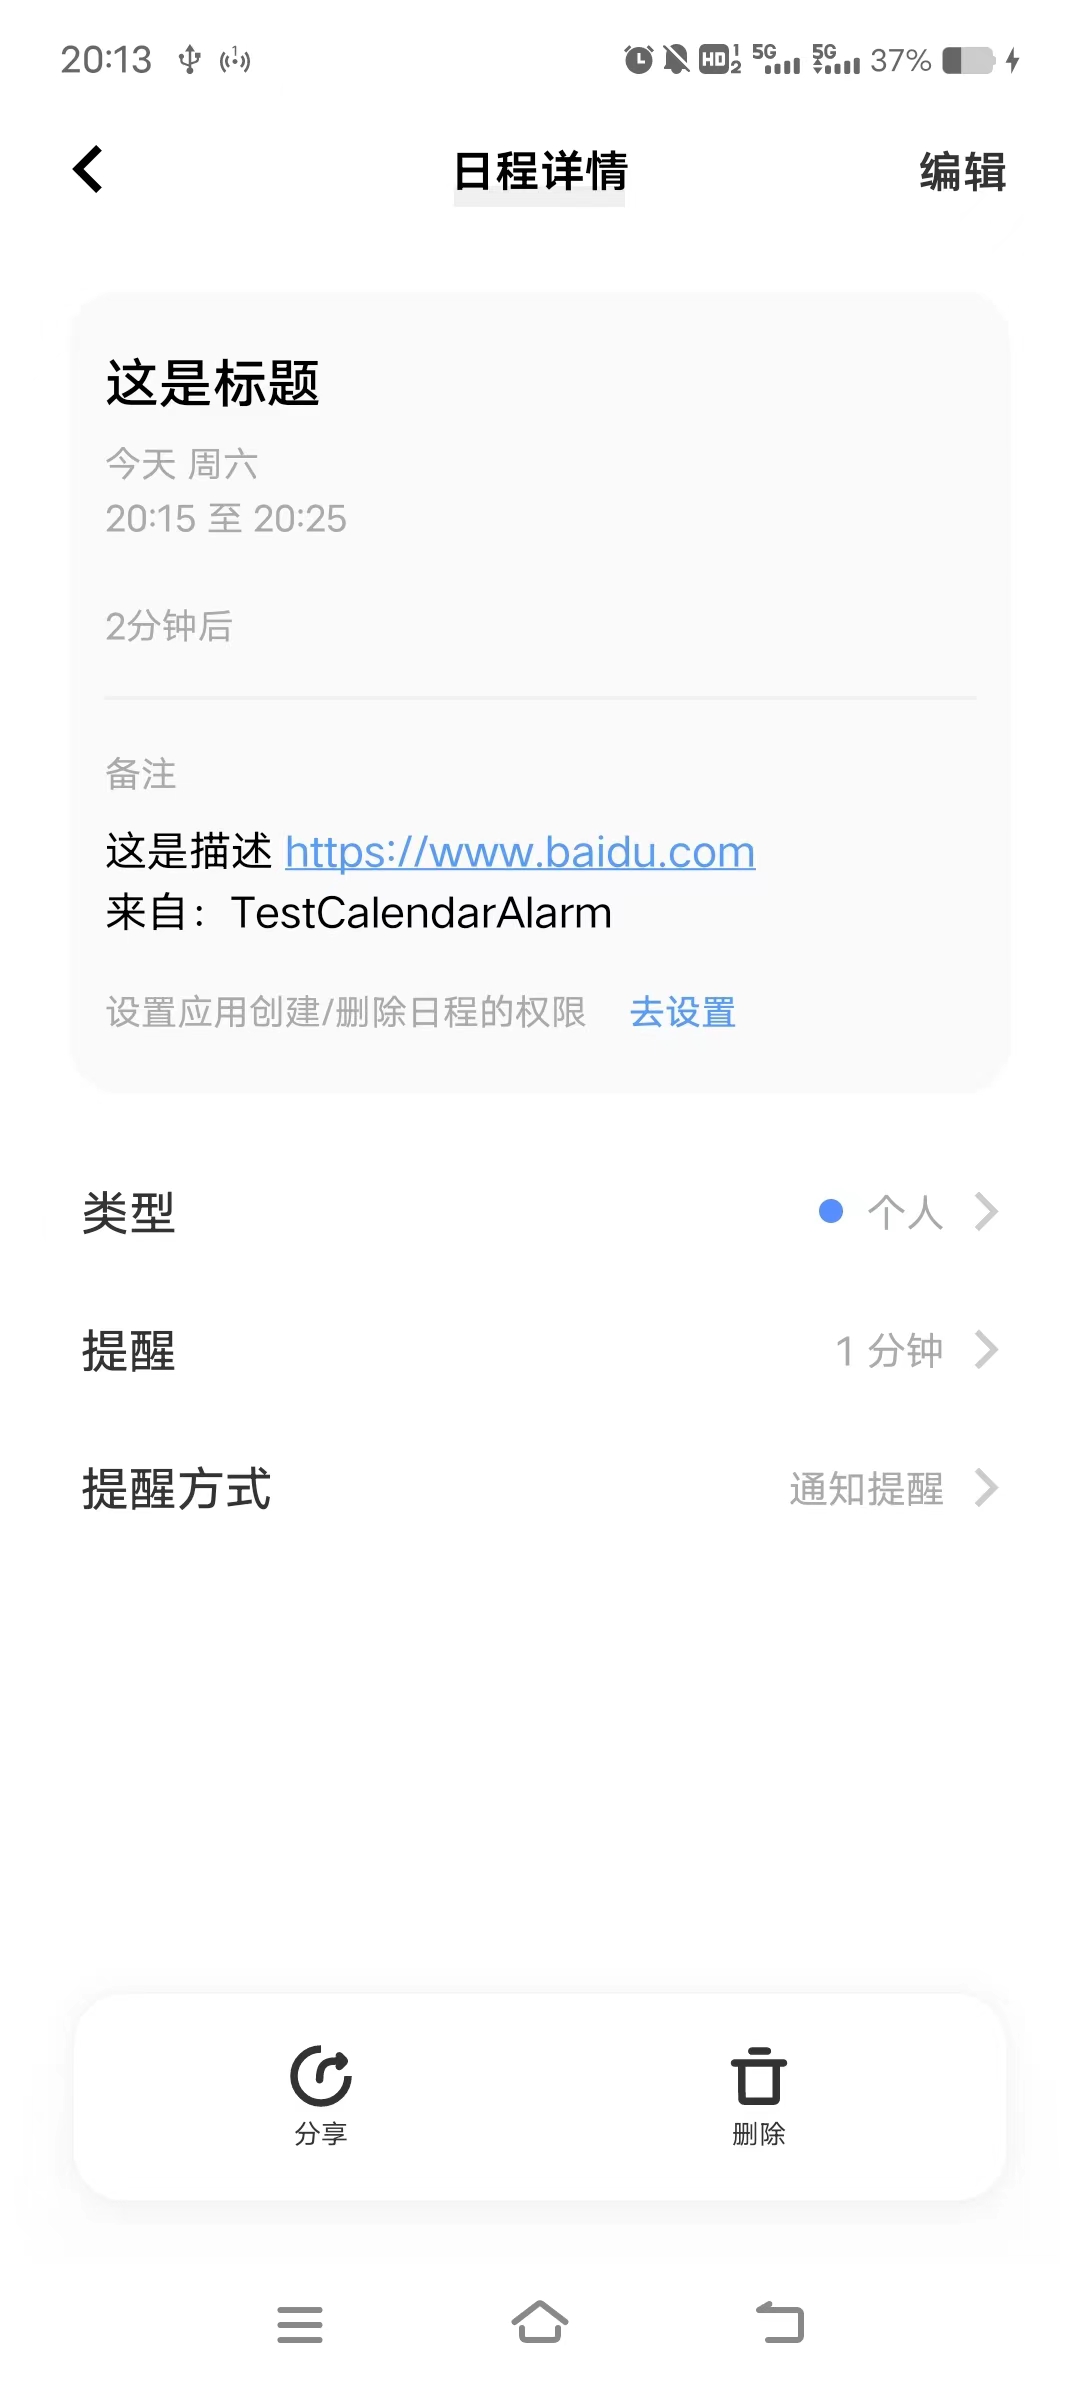 20:13 HD 1 2 5G 5G 37%
日程详情 编辑
这是标题
今天 周六
20:15 至 20:25
2分钟后
备注
这是描述 https://www.baidu.com
来自：TestCalendarAlarm
设置应用创建/删除日程的权限 去设置
类型 个人
提醒 1 分钟
提醒方式 通知提醒
分享 删除